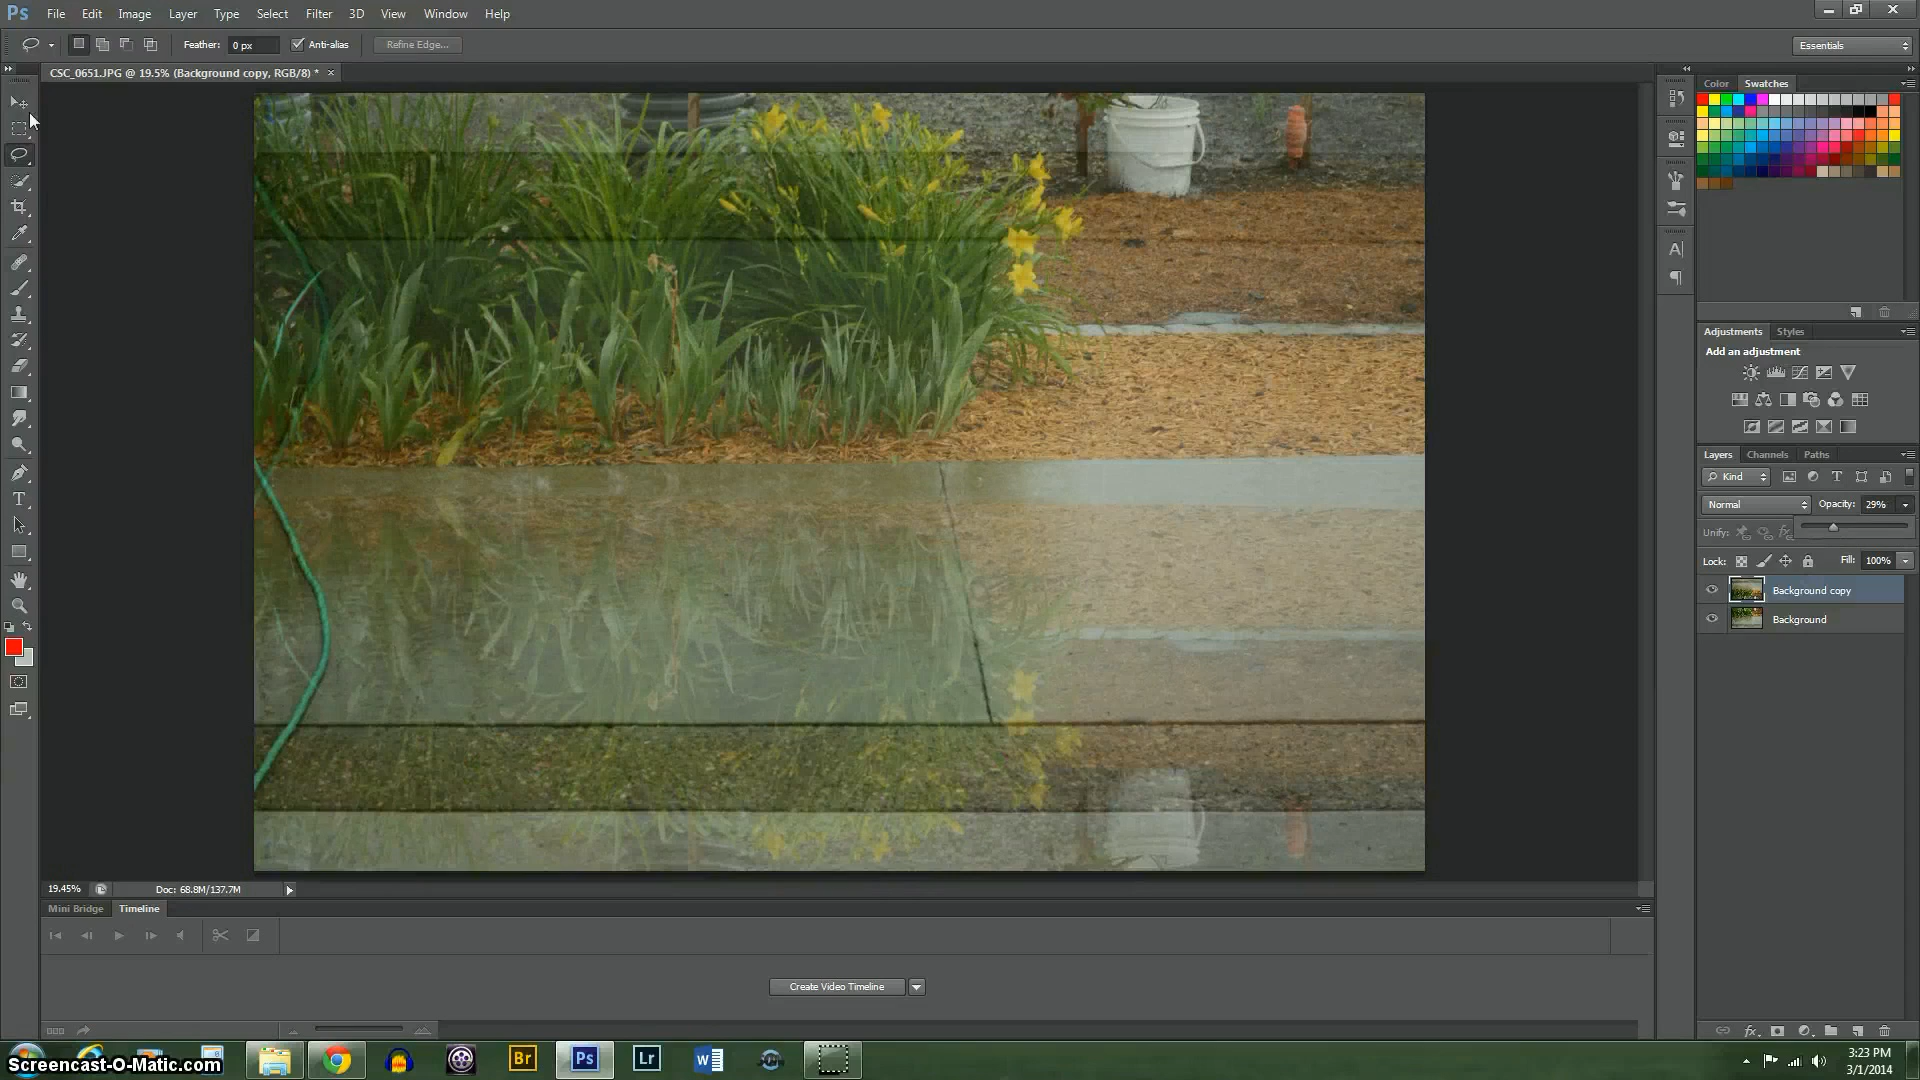 Ps File Edit Image Layer Type Select Filter 3D View Window Help
Feather: 0 px Anti-alias Refine Edge... Essentials
CSC_0651.JPG @ 19.5% (Background copy, RGB/8) * ×
Color Swatches
Adjustments Styles
Add an adjustment
Layers Channels Paths
Kind
Normal Opacity: 29%
Unify:
Lock: Fill: 100%
Background copy
Background
19.45% Doc: 68.8M/137.7M
Mini Bridge Timeline
Create Video Timeline
Br Ps Lr W
Screencast-O-Matic.com
3:23 PM
3/1/2014